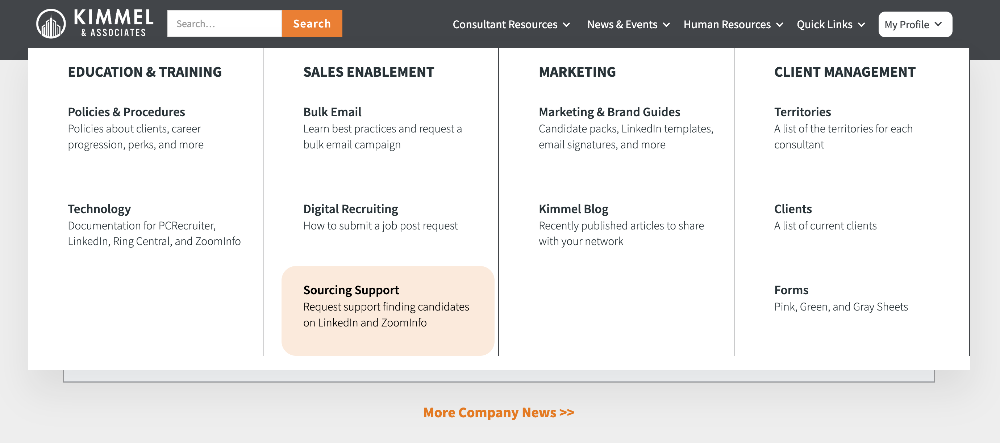 KIMMEL
& ASSOCIATES
Search...
Search
Consultant Resources
News & Events
Human Resources
Quick Links
My Profile
EDUCATION & TRAINING
Policies & Procedures
Policies about clients, career
progression, perks, and more
Technology
Documentation for PCRecruiter,
LinkedIn, Ring Central, and ZoomInfo
SALES ENABLEMENT
Bulk Email
Learn best practices and request a
bulk email campaign
Digital Recruiting
How to submit a job post request
Sourcing Support
Request support finding candidates
on LinkedIn and ZoomInfo
MARKETING
Marketing & Brand Guides
Candidate packs, LinkedIn templates,
email signatures, and more
Kimmel Blog
Recently published articles to share
with your network
CLIENT MANAGEMENT
Territories
A list of the territories for each
consultant
Clients
A list of current clients
Forms
Pink, Green, and Gray Sheets
More Company News >>